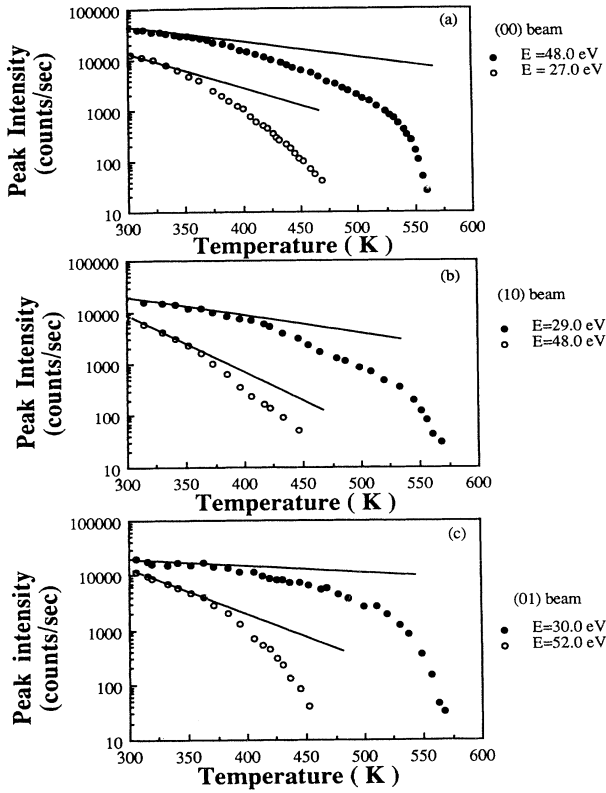 (a)
(00) beam
E =48.0 eV
E = 27.0 eV
Peak Intensity
(counts/sec)
100000
10000
1000
100
10
300 350 400 450 500 550 600
Temperature ( K )
(b)
(10) beam
E=29.0 eV
E=48.0 eV
Peak Intensity
(counts/sec)
100000
10000
1000
100
10
300 350 400 450 500 550 600
Temperature ( K )
(c)
(01) beam
E=30.0 eV
E=52.0 eV
Peak intensity
(counts/sec)
100000
10000
1000
100
10
300 350 400 450 500 550 600
Temperature ( K )